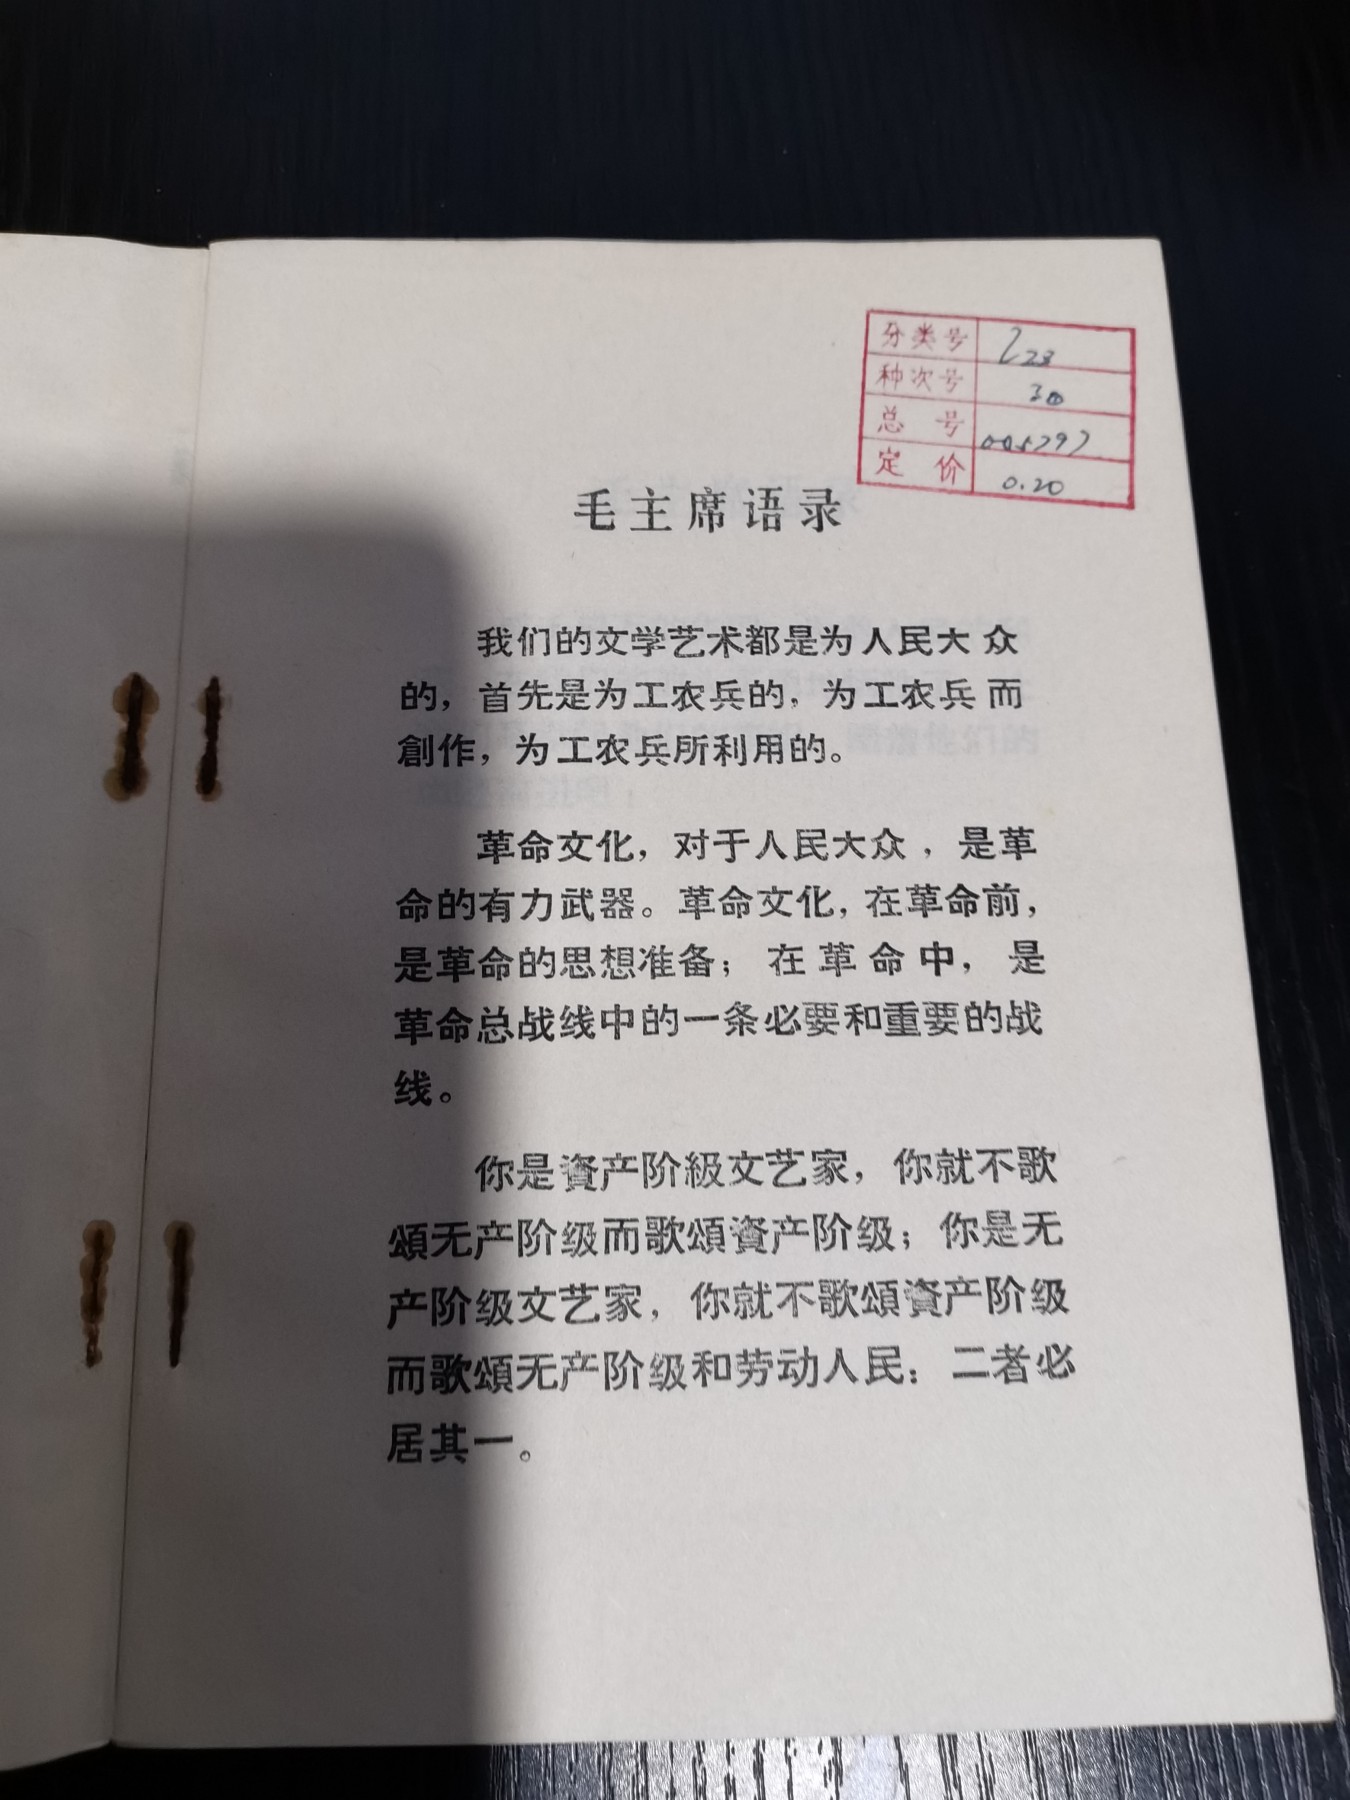 分类号 I23
种次号
总号 005797
定价 0.20
毛主席语录
我们的文学艺术都是为人民大众
的，首先是为工农兵的，为工农兵而
創作，为工农兵所利用的。
革命文化，对于人民大众，是革
命的有力武器。革命文化，在革命前，
是革命的思想准备；在革命中，是
革命总战线中的一条必要和重要的战
线。
你是資产阶級文艺家，你就不歌
頌无产阶级而歌頌資产阶级；你是无
产阶级文艺家，你就不歌頌資产阶级
而歌頌无产阶级和劳动人民：二者必
居其一。